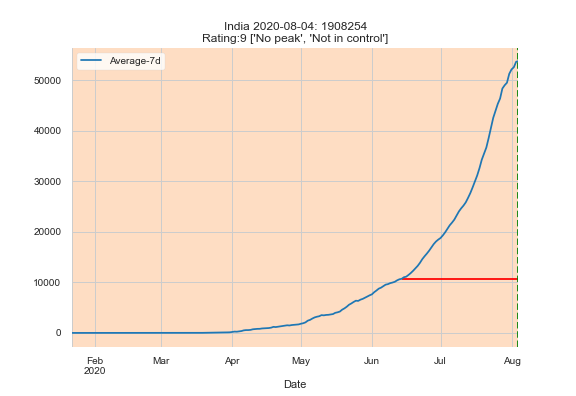 India 2020-08-04: 1908254
Rating:9 ['No peak', 'Not in control']
Average-7d
50000
40000
30000
20000
10000
0
Feb Mar Apr May Jun Jul Aug
2020
Date